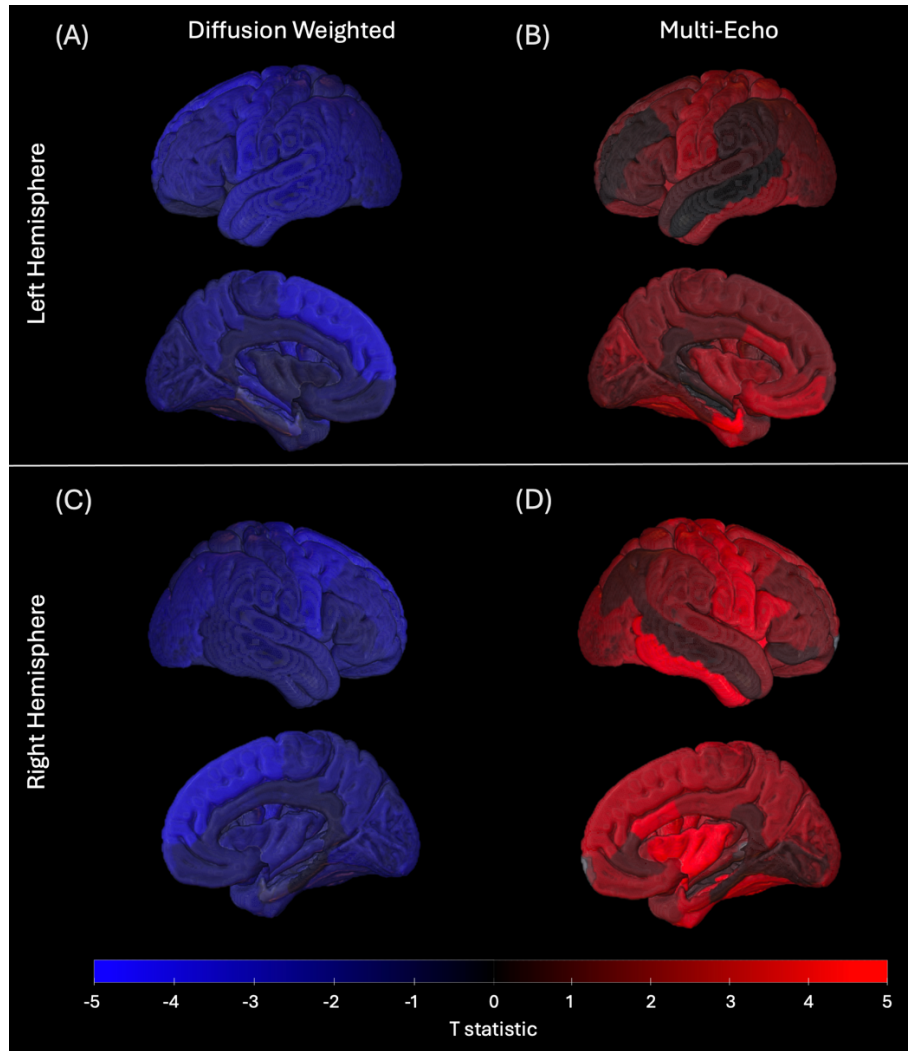 (A)
Diffusion Weighted
(B)
Multi-Echo
Left Hemisphere
(C)
(D)
Right Hemisphere
-5 -4 -3 -2 -1 0 1 2 3 4 5
T statistic